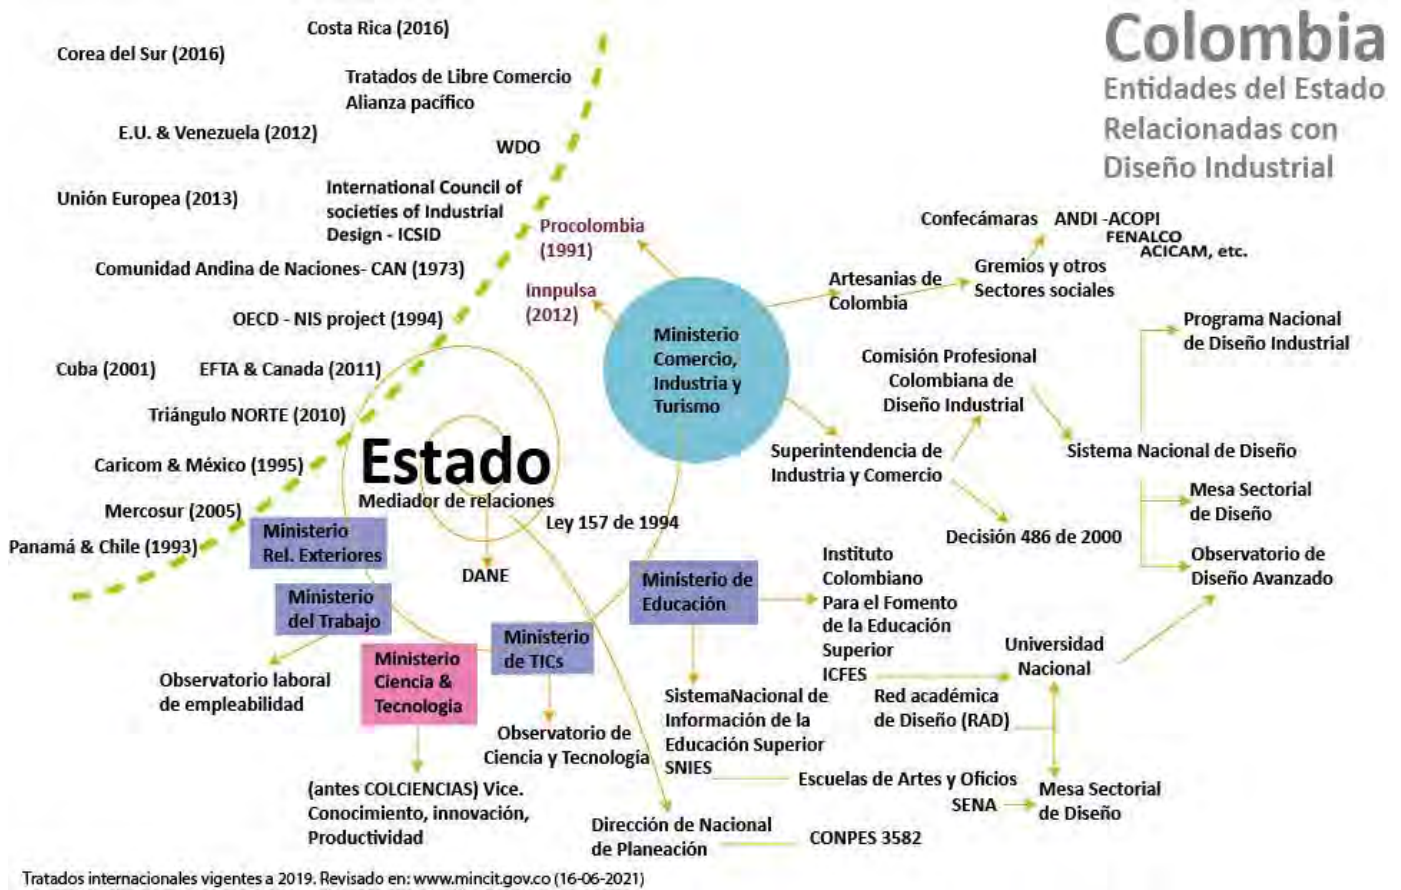 Colombia
Entidades del Estado
Relacionadas con
Diseño Industrial
Costa Rica (2016)
Corea del Sur (2016)
Tratados de Libre Comercio
Alianza pacífico
E.U. & Venezuela (2012)
WDO
Unión Europea (2013)
International Council of
societies of Industrial
Design - ICSID
Comunidad Andina de Naciones- CAN (1973)
OECD - NIS project (1994)
Cuba (2001)
EFTA & Canada (2011)
Triángulo NORTE (2010)
Caricom & México (1995)
Mercosur (2005)
Panamá & Chile (1993)
Procolombia
(1991)
Innpulsa
(2012)
Ministerio
Comercio,
Industria y
Turismo
Artesanias de
Colombia
Gremios y otros
Sectores sociales
Confecámaras
ANDI -ACOPI
FENALCO
ACICAM, etc.
Comisión Profesional
Colombiana de
Diseño Industrial
Superintendencia de
Industria y Comercio
Decisión 486 de 2000
Sistema Nacional de Diseño
Programa Nacional
de Diseño Industrial
Mesa Sectorial
de Diseño
Observatorio de
Diseño Avanzado
Estado
Mediador de relaciones
Ley 157 de 1994
DANE
Ministerio
Rel. Exteriores
Ministerio
del Trabajo
Observatorio laboral
de empleabilidad
Ministerio
Ciencia &
Tecnologia
(antes COLCIENCIAS) Vice.
Conocimiento, innovación,
Productividad
Ministerio
de TICs
Observatorio de
Ciencia y Tecnología
Ministerio de
Educación
Instituto
Colombiano
Para el Fomento
de la Educación
Superior
ICFES
SistemaNacional de
Información de la
Educación Superior
SNIES
Universidad
Nacional
Red académica
de Diseño (RAD)
Escuelas de Artes y Oficios
SENA
Mesa Sectorial
de Diseño
Dirección de Nacional
de Planeación
CONPES 3582
Tratados internacionales vigentes a 2019. Revisado en: www.mincit.gov.co (16-06-2021)